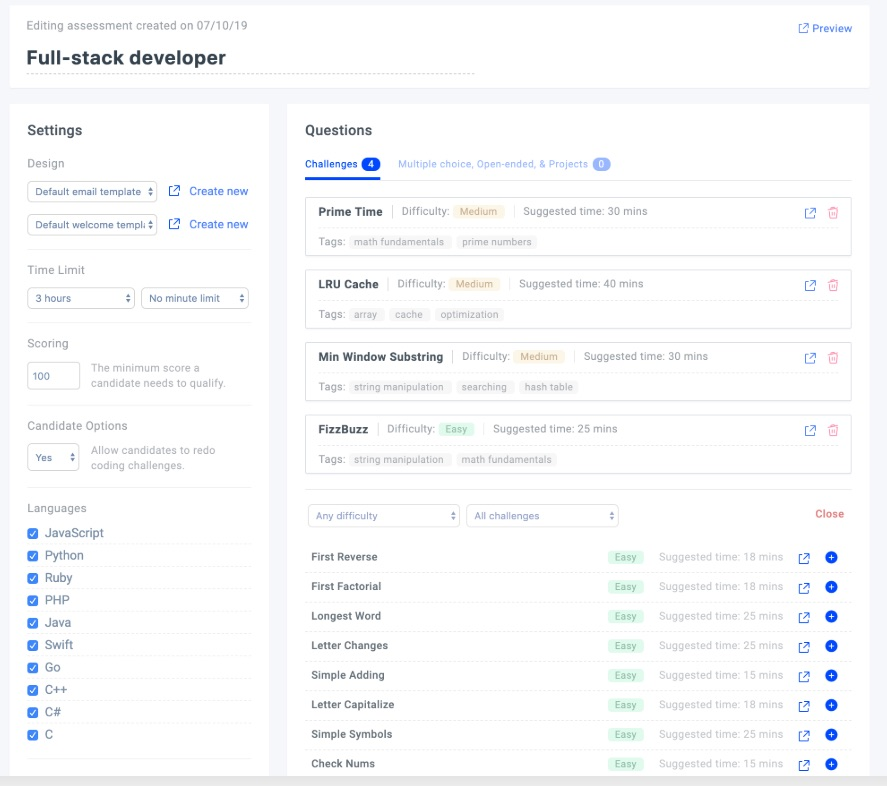 Editing assessment created on 07/10/19
Preview
Full-stack developer
Settings
Design
Default email template
Create new
Default welcome templa
Create new
Time Limit
3 hours
No minute limit
Scoring
100
The minimum score a
candidate needs to qualify.
Candidate Options
Yes
Allow candidates to redo
coding challenges.
Languages
JavaScript
Python
Ruby
PHP
Java
Swift
Go
C++
C#
C
Questions
Challenges 4
Multiple choice, Open-ended, & Projects 0
Prime Time Difficulty: Medium Suggested time: 30 mins
Tags: math fundamentals prime numbers
LRU Cache Difficulty: Medium Suggested time: 40 mins
Tags: array cache optimization
Min Window Substring Difficulty: Medium Suggested time: 30 mins
Tags: string manipulation searching hash table
FizzBuzz Difficulty: Easy Suggested time: 25 mins
Tags: string manipulation math fundamentals
Any difficulty
All challenges
Close
First Reverse Easy Suggested time: 18 mins
First Factorial Easy Suggested time: 18 mins
Longest Word Easy Suggested time: 25 mins
Letter Changes Easy Suggested time: 25 mins
Simple Adding Easy Suggested time: 15 mins
Letter Capitalize Easy Suggested time: 18 mins
Simple Symbols Easy Suggested time: 25 mins
Check Nums Easy Suggested time: 15 mins